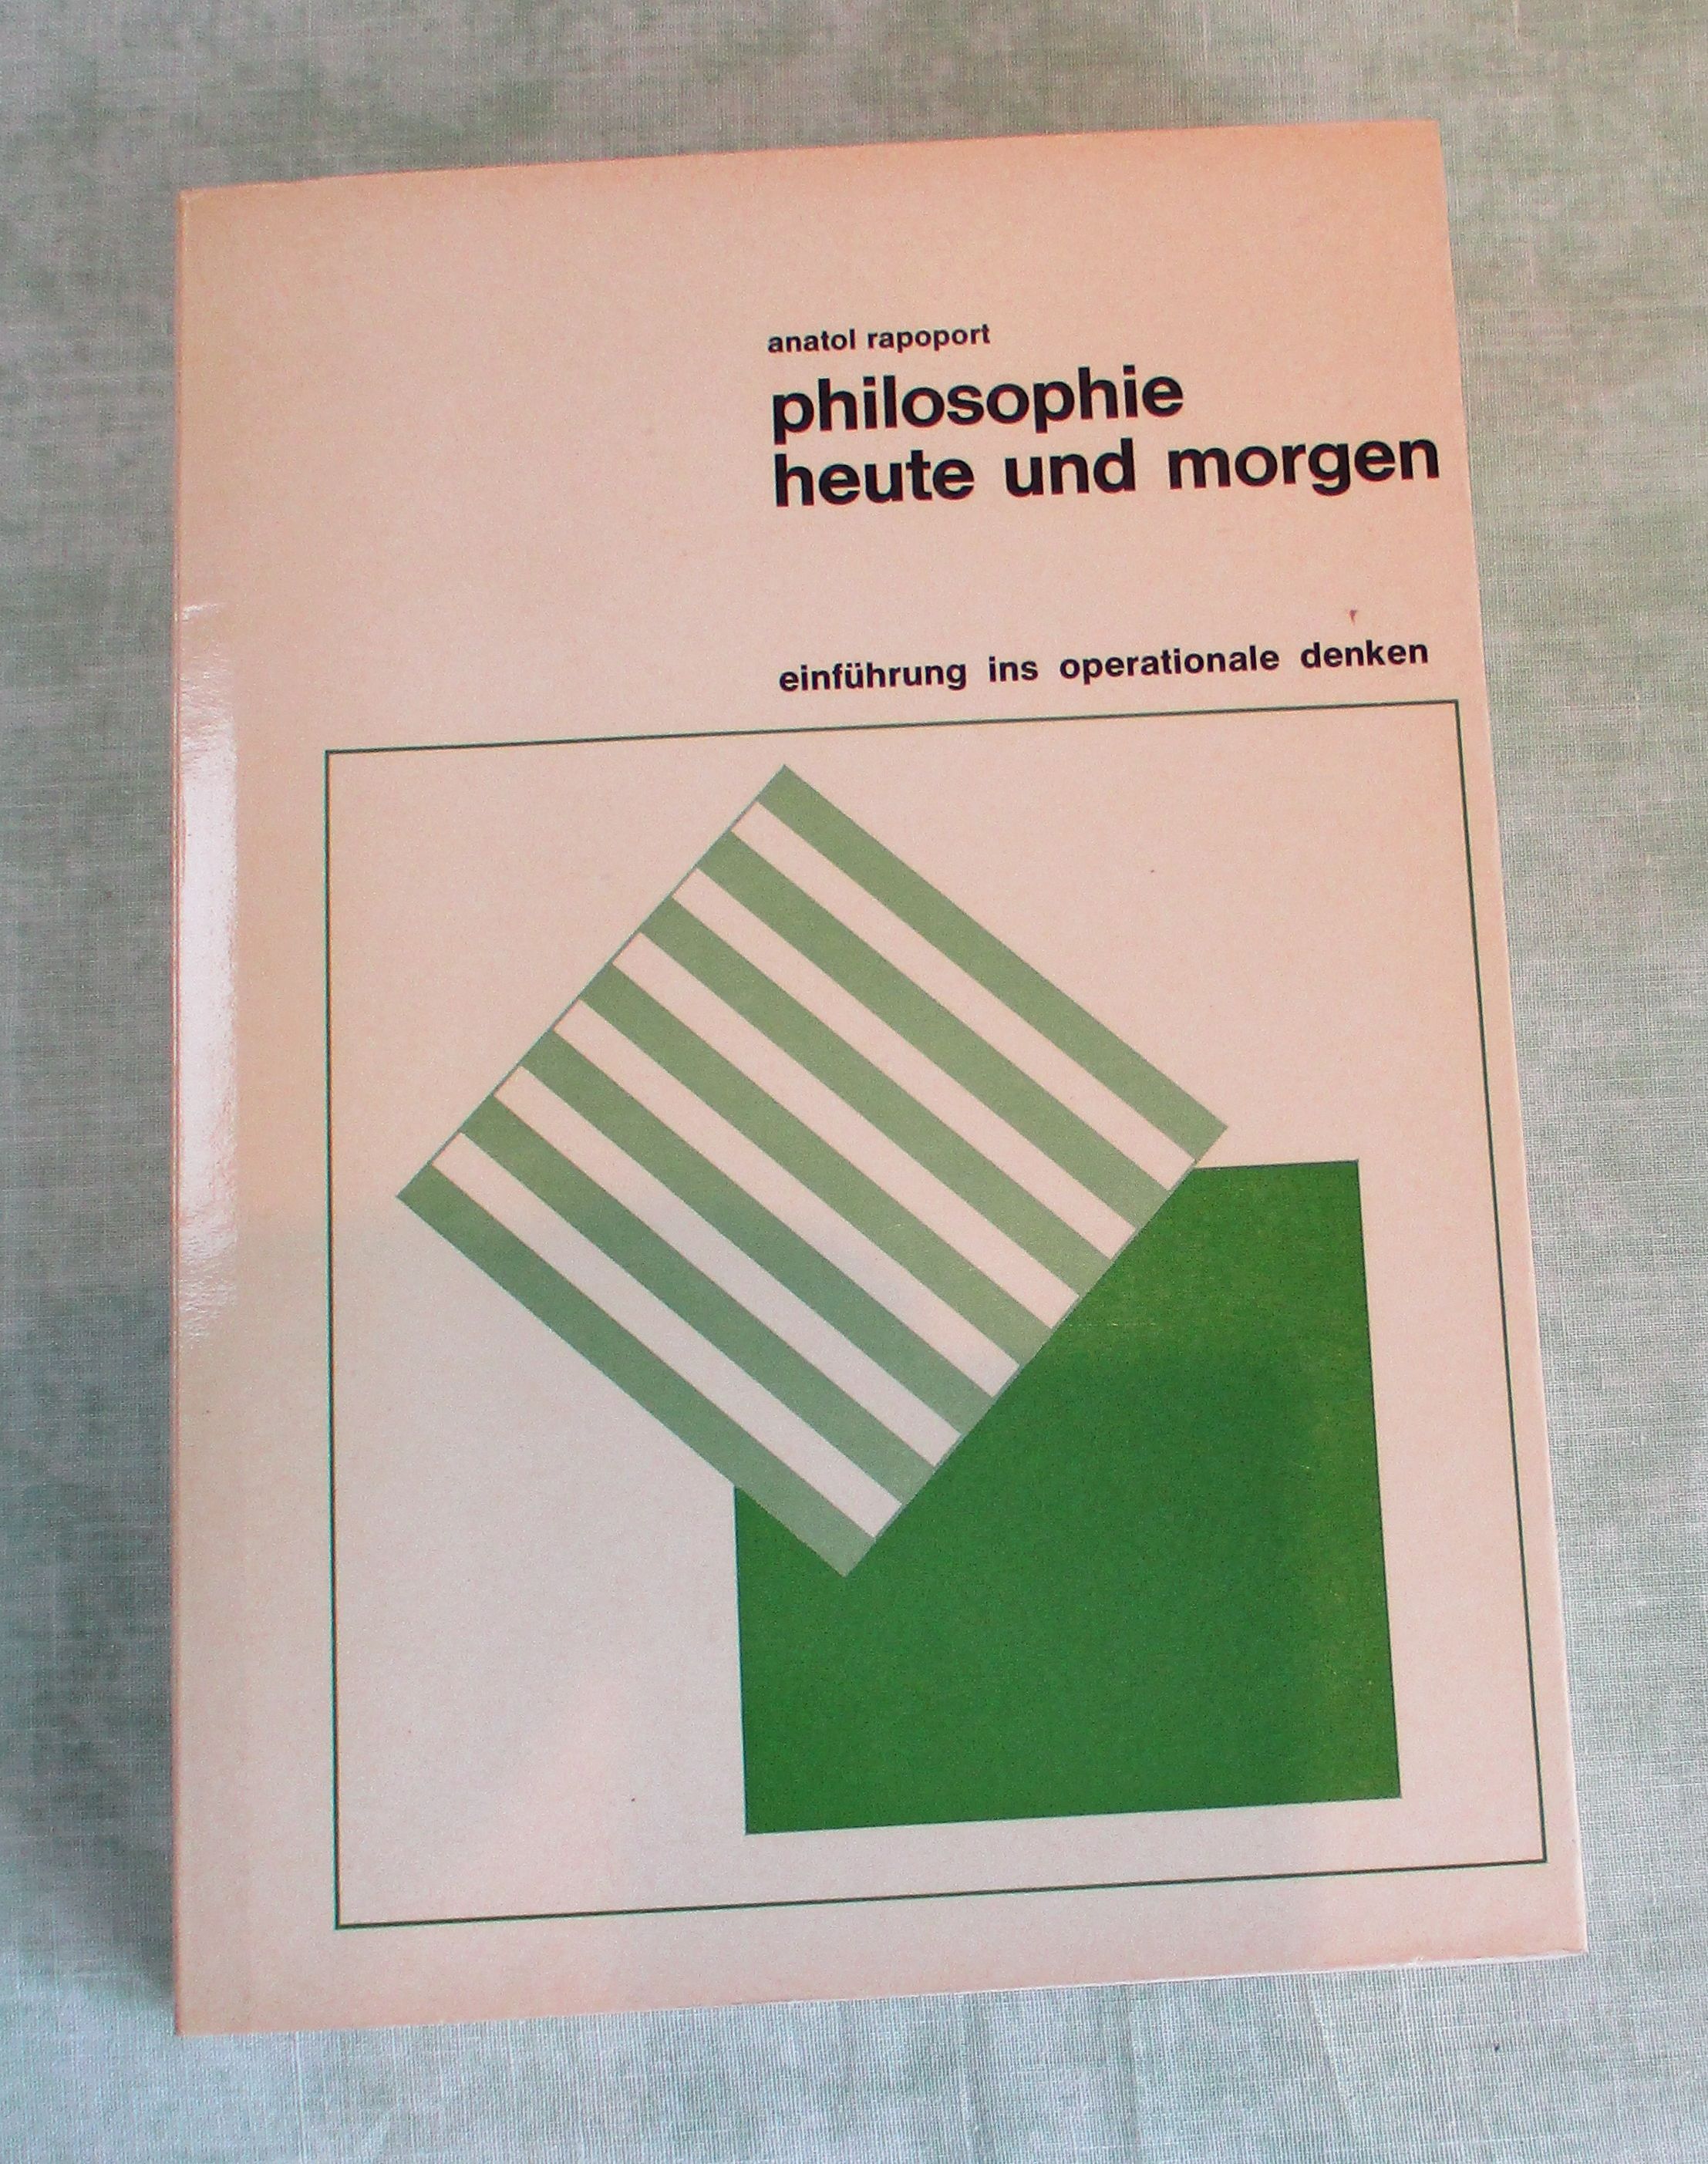 anatol rapoport
philosophie
heute und morgen
einführung ins operationale denken